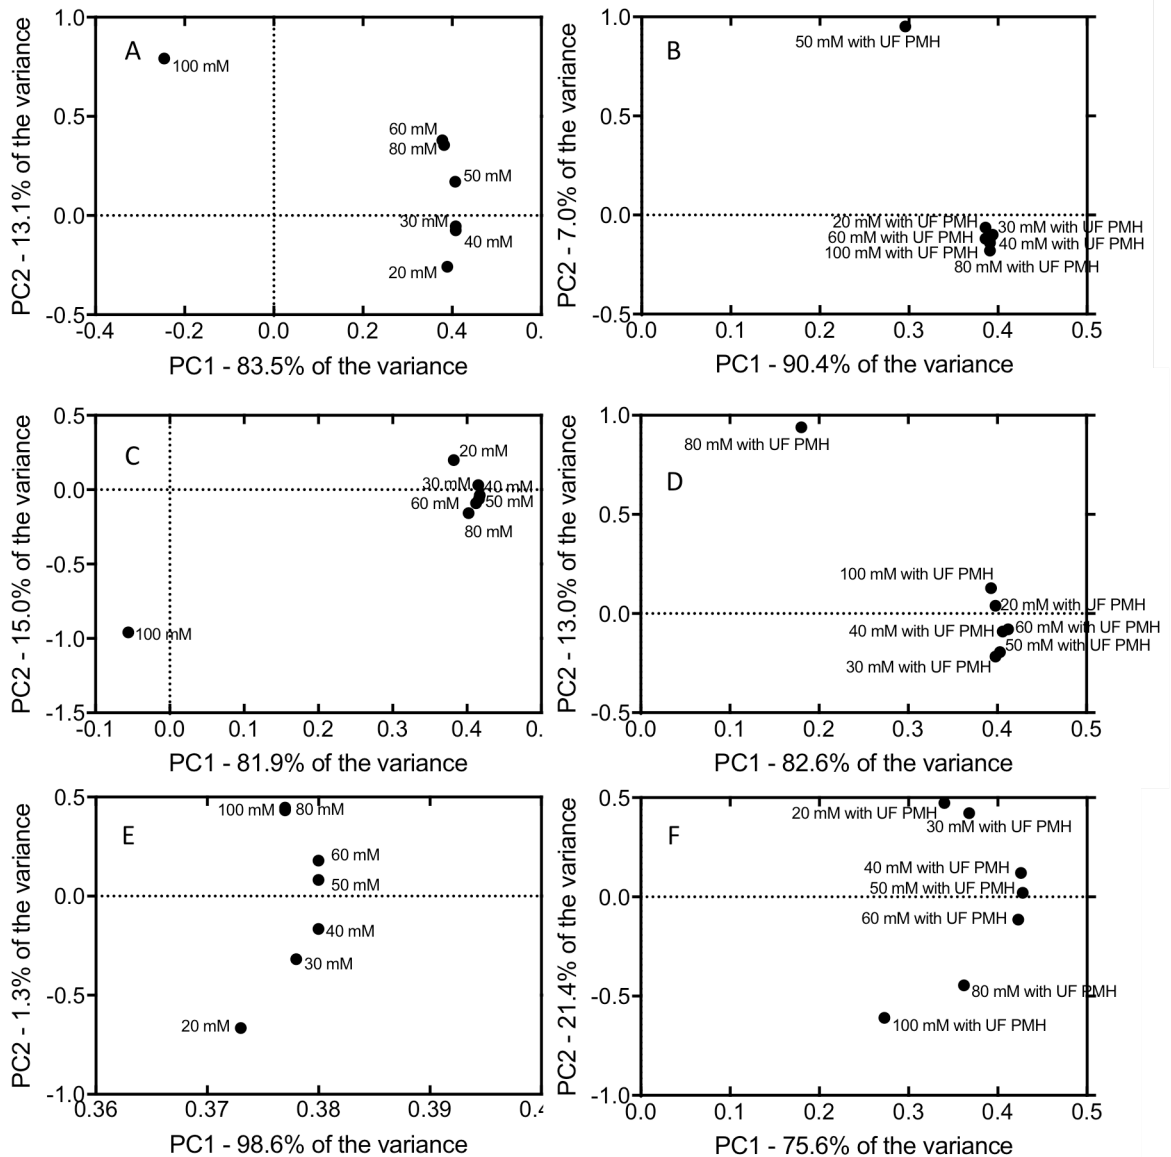 A
PC2 - 13.1% of the variance
1.0
0.5
0.0
-0.5
100 mM
60 mM
80 mM
50 mM
30 mM
40 mM
20 mM
-0.4
-0.2
0.0
0.2
0.4
0.
PC1 - 83.5% of the variance
B
PC2 - 7.0% of the variance
1.0
0.5
0.0
-0.5
50 mM with UF PMH
20 mM with UF PMH
30 mM with UF PMH
60 mM with UF PMH
40 mM with UF PMH
100 mM with UF PMH
80 mM with UF PMH
0.0
0.1
0.2
0.3
0.4
0.5
PC1 - 90.4% of the variance
C
PC2 - 15.0% of the variance
0.5
0.0
-0.5
-1.0
-1.5
20 mM
30 mM
40 mM
60 mM
50 mM
80 mM
100 mM
-0.1
0.0
0.1
0.2
0.3
0.4
0.
PC1 - 81.9% of the variance
D
PC2 - 13.0% of the variance
1.0
0.5
0.0
-0.5
80 mM with UF PMH
100 mM with UF PMH
20 mM with UF PMH
60 mM with UF PMH
40 mM with UF PMH
50 mM with UF PMH
30 mM with UF PMH
0.0
0.1
0.2
0.3
0.4
0.5
PC1 - 82.6% of the variance
E
PC2 - 1.3% of the variance
0.5
0.0
-0.5
-1.0
100 mM
80 mM
60 mM
50 mM
40 mM
30 mM
20 mM
0.36
0.37
0.38
0.39
0.4
PC1 - 98.6% of the variance
F
PC2 - 21.4% of the variance
0.5
0.0
-0.5
-1.0
20 mM with UF PMH
30 mM with UF PMH
40 mM with UF PMH
50 mM with UF PMH
60 mM with UF PMH
80 mM with UF PMH
100 mM with UF PMH
0.0
0.1
0.2
0.3
0.4
0.5
PC1 - 75.6% of the variance